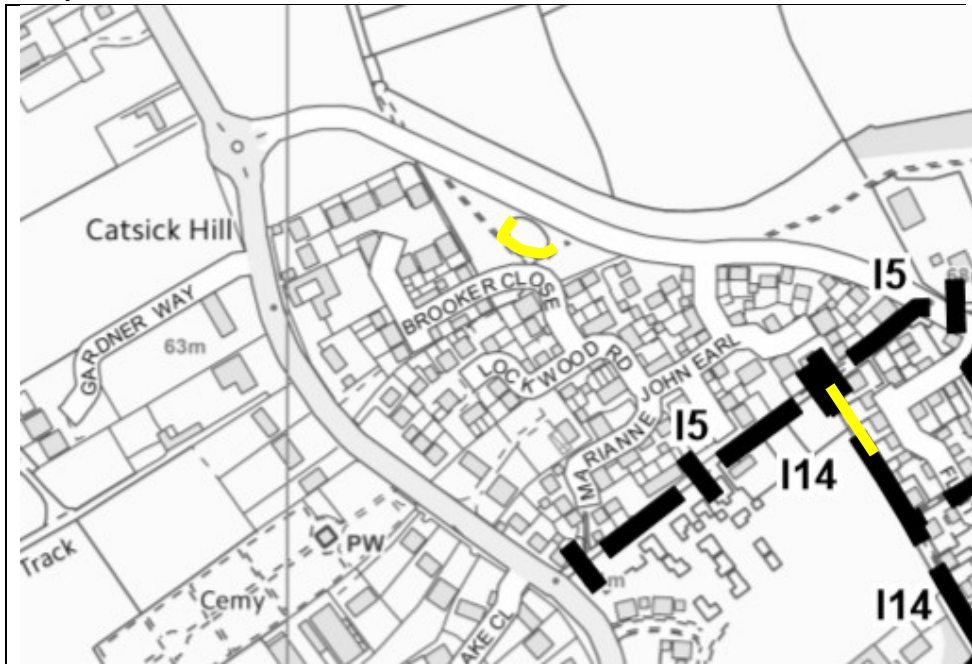 Catsick Hill
GARDNER WAY
63m
BROOKER CLOSE
LOCKWOOD RD
MARIANNE JOHN EARL
I5
I5
I14
I14
Track
PW
Cemy
AKE CL
m